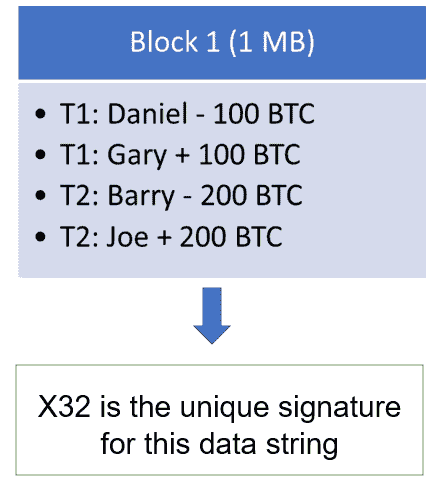 Block 1 (1 MB)
• T1: Daniel - 100 BTC
• T1: Gary + 100 BTC
• T2: Barry - 200 BTC
• T2: Joe + 200 BTC
X32 is the unique signature
for this data string